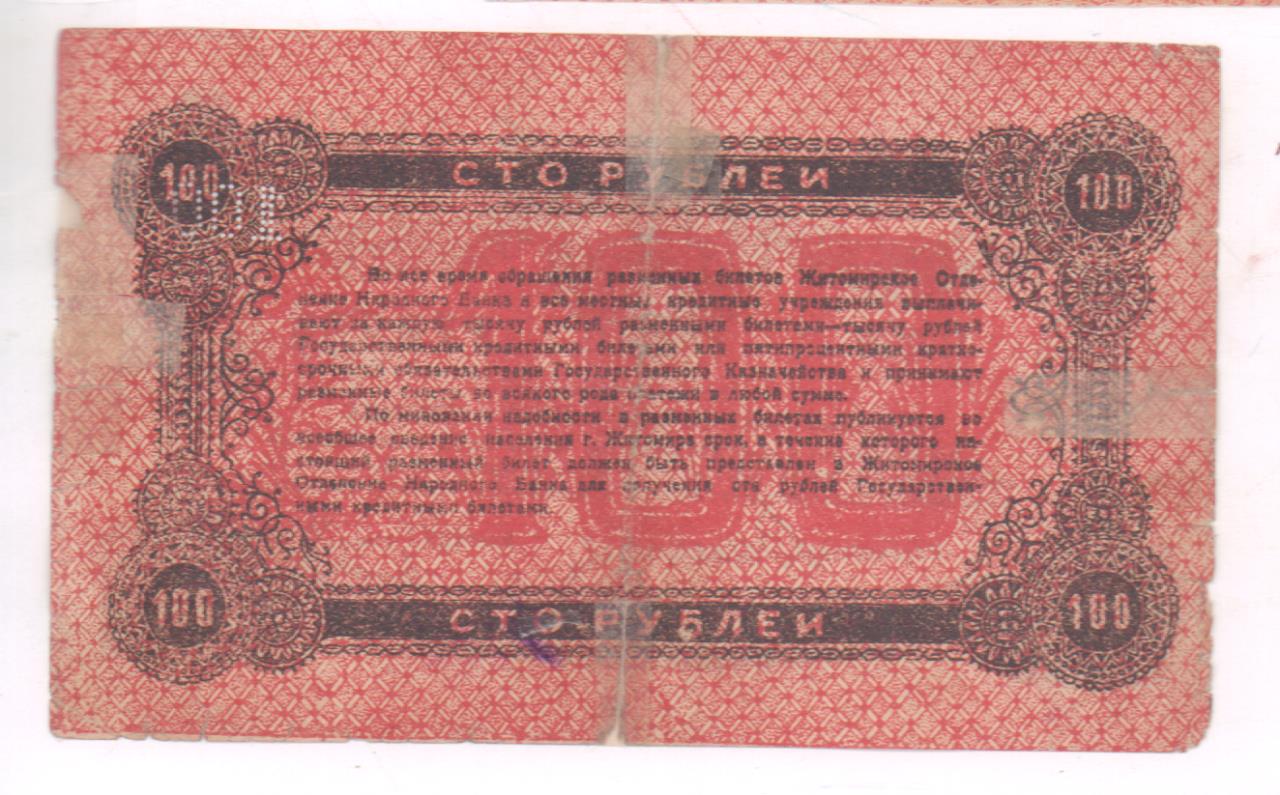 100 СТО РУБЛЕЙ 100
100
Во все время обращения разменных билетов Житомирское Отде-
ление Народного Банка и все местные кредитные учреждения выплачи-
вают за каждую тысячу рублей разменными билетами—тысячу рублей
Государственными кредитными билетами или пятипроцентными кратко-
срочными обязательствами Государственного Казначейства и принимают
разменные билеты во всякого рода платежи в любой сумме.
По миновании надобности в разменных билетах публикуется во
всеобщее сведение населения г. Житомира срок, в течение которого на-
стоящий разменный билет должен быть представлен в Житомирское
Отделение Народного Банка для получения ста рублей Государствен-
ными кредитными билетами.
100 СТО РУБЛЕЙ 100